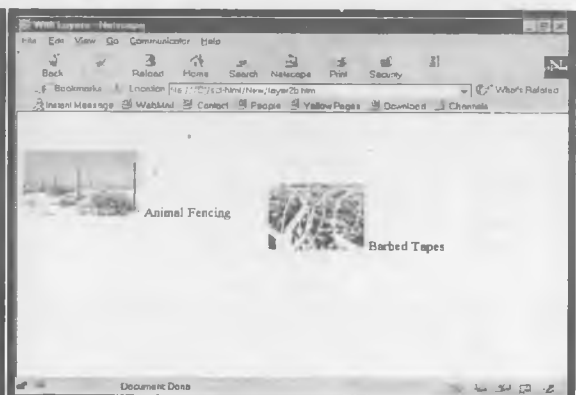 With Layers - Netscape
File Edit View Go Communicator Help
Back Reload Home Search Netscape Print Security
Bookmarks Location What's Related
Instant Message WebMail Contact People Yellow Pages Download Channels
Animal Fencing
Barbed Tapes
Document Done